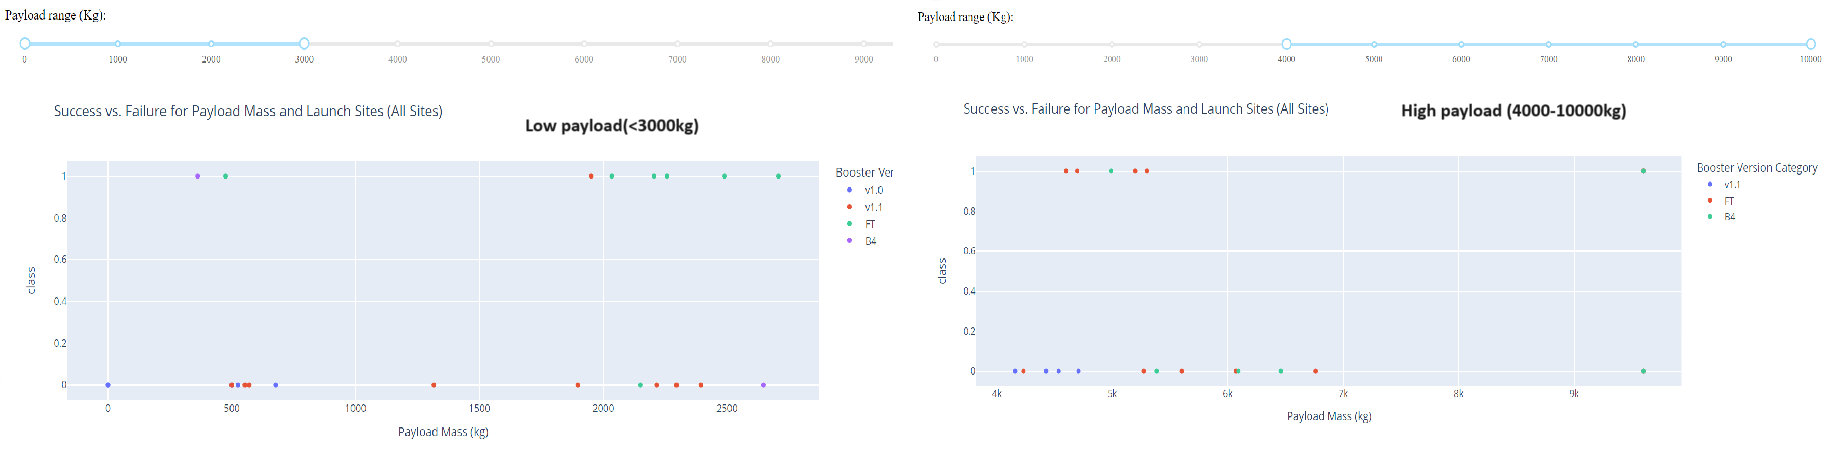 Payload range (Kg):
0 1000 2000 3000 4000 5000 6000 7000 8000 9000
Success vs. Failure for Payload Mass and Launch Sites (All Sites)
Low payload(<3000kg)
Booster Ver
v1.0
v1.1
FT
B4
1
0.8
0.6
0.4
0.2
0
class
0 500 1000 1500 2000 2500
Payload Mass (kg)
Payload range (Kg):
0 1000 2000 3000 4000 5000 6000 7000 8000 9000 10000
Success vs. Failure for Payload Mass and Launch Sites (All Sites)
High payload (4000-10000kg)
Booster Version Category
v1.1
FT
B4
1
0.8
0.6
0.4
0.2
0
class
4k 5k 6k 7k 8k 9k
Payload Mass (kg)